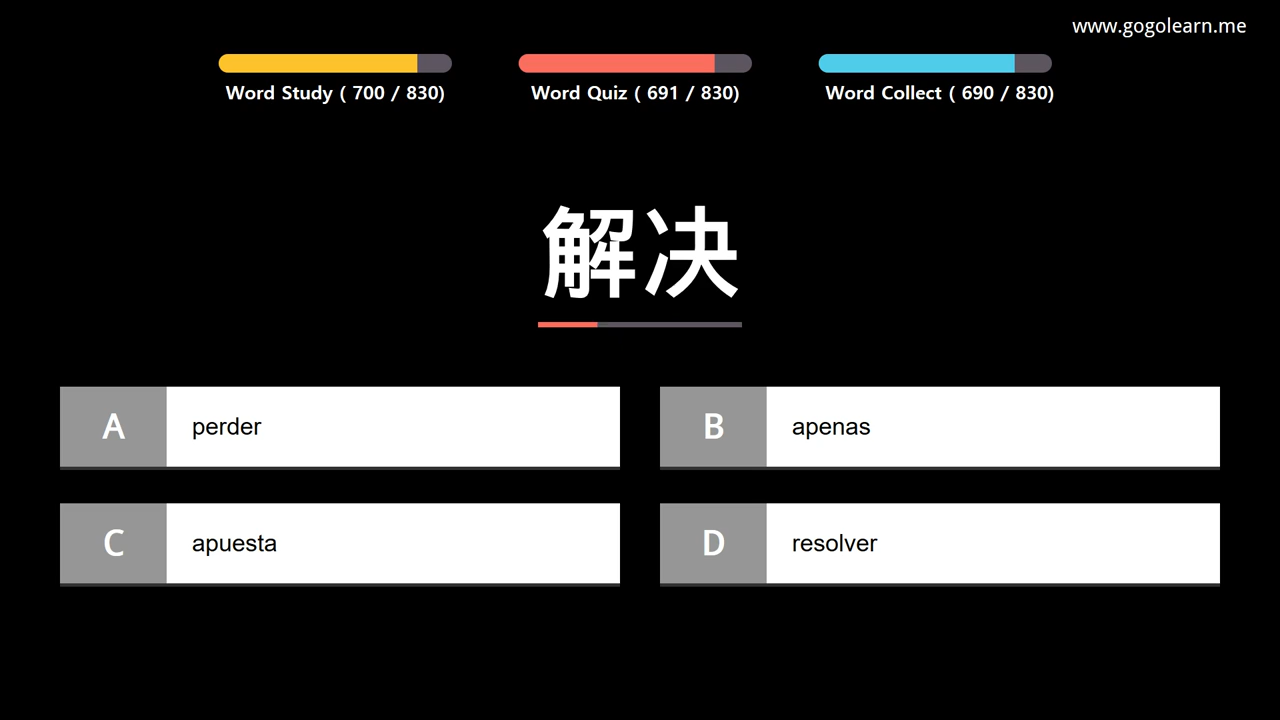 www.gogolearn.me
Word Study ( 700 / 830)
Word Quiz ( 691 / 830)
Word Collect ( 690 / 830)
解决
A perder
B apenas
C apuesta
D resolver